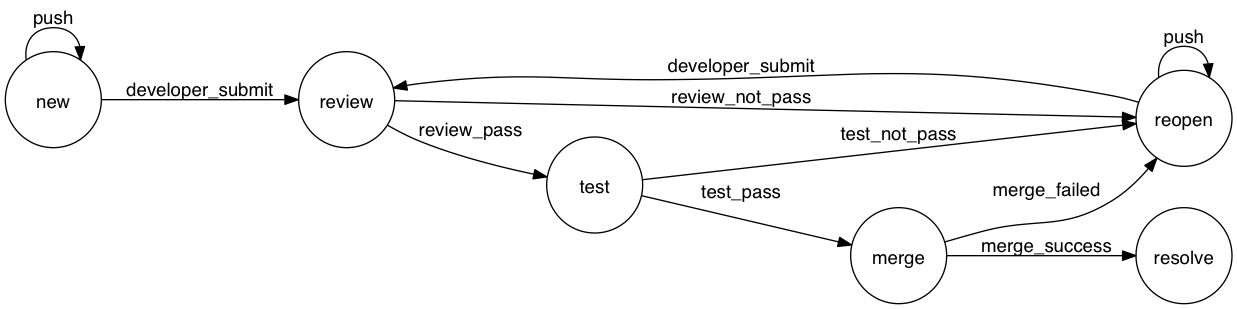 push
new
developer_submit
review
developer_submit
review_not_pass
push
reopen
review_pass
test_not_pass
test
test_pass
merge_failed
merge
merge_success
resolve